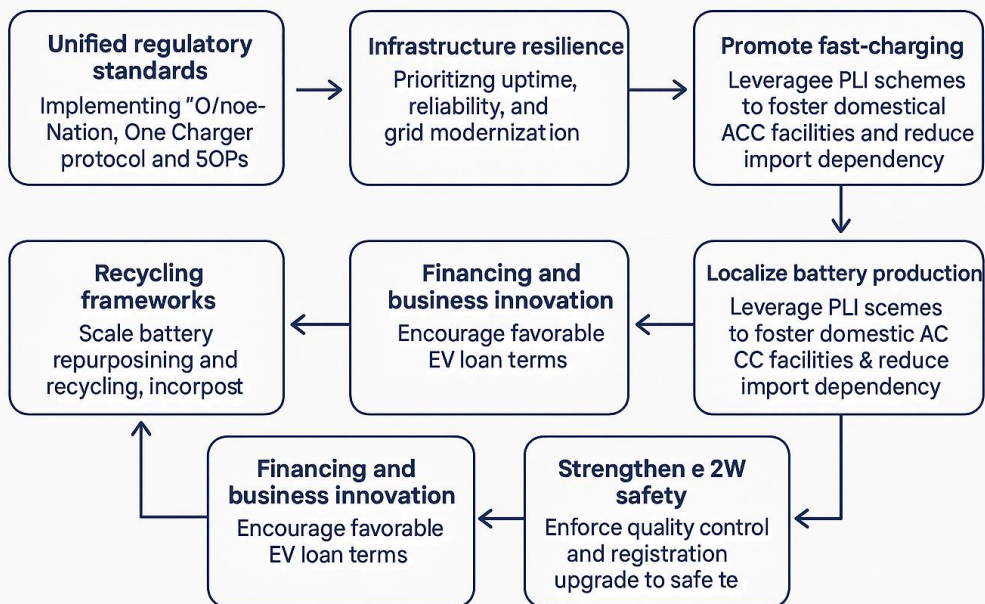 Unified regulatory
standards
Implementing "O/noe-
Nation, One Charger
protocol and 5OPs
Infrastructure resilience
Prioritizng uptime,
reliability, and
grid modernization
Promote fast-charging
Leveragee PLI schemes
to foster domestical
ACC facilities and reduce
import dependency
Localize battery production
Leverage PLI scemes
to foster domestic AC
CC facilities & reduce
import dependency
Financing and
business innovation
Encourage favorable
EV loan terms
Recycling
frameworks
Scale battery
repurposining and
recycling, incorpost
Strengthen e 2W
safety
Enforce quality control
and registration
upgrade to safe te
Financing and
business innovation
Encourage favorable
EV loan terms